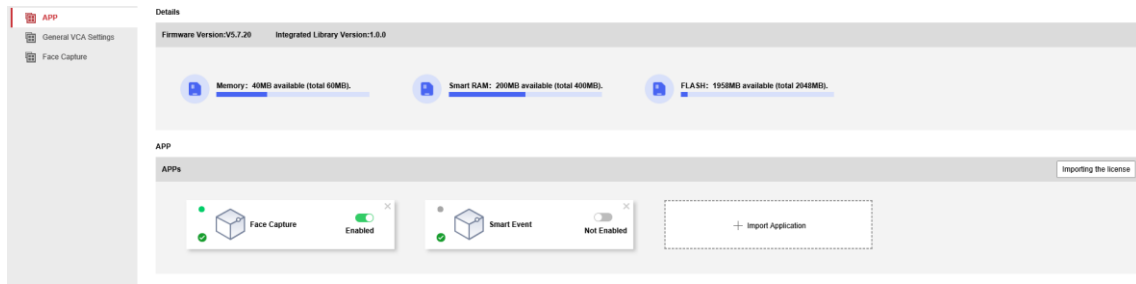 APP
General VCA Settings
Face Capture
Details
Firmware Version:V5.7.20 Integrated Library Version:1.0.0
Memory: 40MB available (total 60MB).
Smart RAM: 200MB available (total 400MB).
FLASH: 1958MB available (total 2048MB).
APP
APPs
Importing the license
Face Capture
Enabled
Smart Event
Not Enabled
Import Application